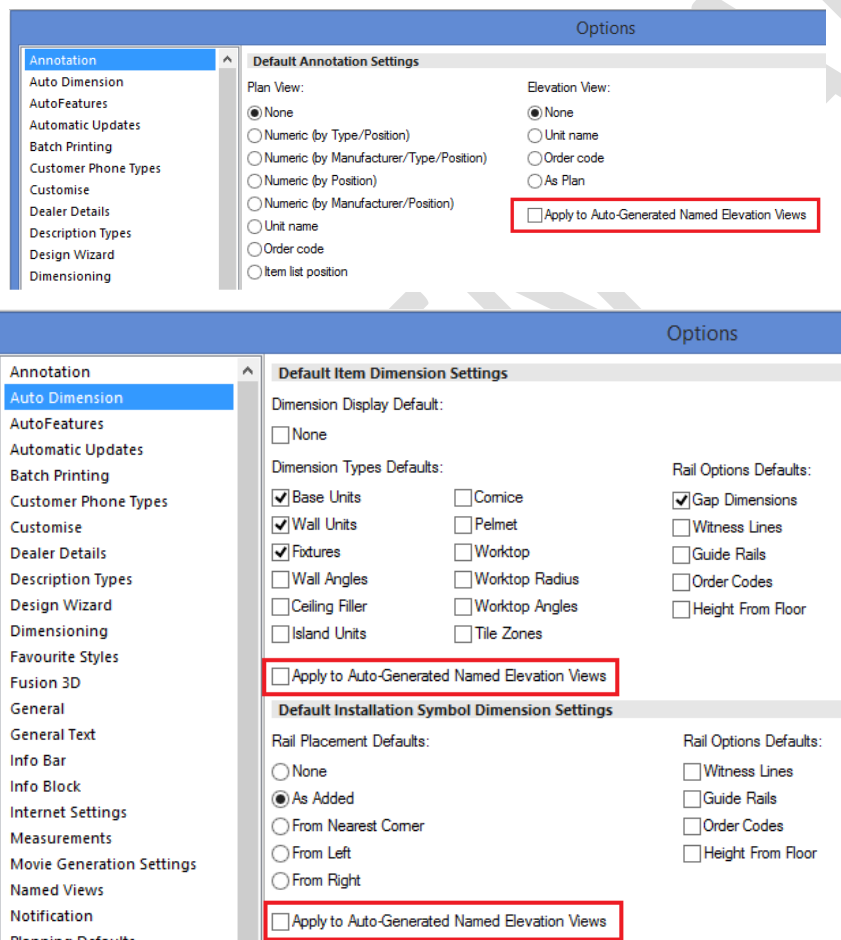 Options
Annotation
Auto Dimension
AutoFeatures
Automatic Updates
Batch Printing
Customer Phone Types
Customise
Dealer Details
Description Types
Design Wizard
Dimensioning
Default Annotation Settings
Plan View:
None
Numeric (by Type/Position)
Numeric (by Manufacturer/Type/Position)
Numeric (by Position)
Numeric (by Manufacturer/Position)
Unit name
Order code
Item list position
Elevation View:
None
Unit name
Order code
As Plan
Apply to Auto-Generated Named Elevation Views
Options
Annotation
Auto Dimension
AutoFeatures
Automatic Updates
Batch Printing
Customer Phone Types
Customise
Dealer Details
Description Types
Design Wizard
Dimensioning
Favourite Styles
Fusion 3D
General
General Text
Info Bar
Info Block
Internet Settings
Measurements
Movie Generation Settings
Named Views
Notification
Planning Defaults
Default Item Dimension Settings
Dimension Display Default:
None
Dimension Types Defaults:
Base Units
Wall Units
Fixtures
Wall Angles
Ceiling Filler
Island Units
Cornice
Pelmet
Worktop
Worktop Radius
Worktop Angles
Tile Zones
Rail Options Defaults:
Gap Dimensions
Witness Lines
Guide Rails
Order Codes
Height From Floor
Apply to Auto-Generated Named Elevation Views
Default Installation Symbol Dimension Settings
Rail Placement Defaults:
None
As Added
From Nearest Corner
From Left
From Right
Rail Options Defaults:
Witness Lines
Guide Rails
Order Codes
Height From Floor
Apply to Auto-Generated Named Elevation Views